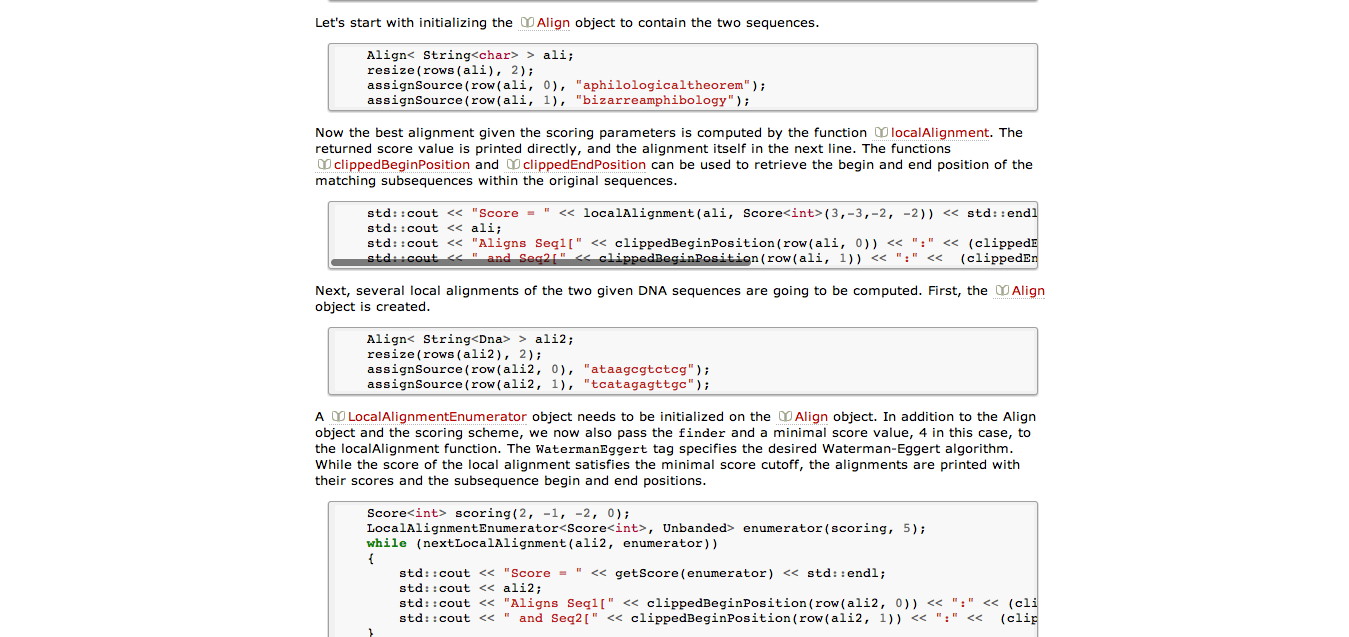 Let's start with initializing the Align object to contain the two sequences.
Align< String<char> > ali;
resize(rows(ali), 2);
assignSource(row(ali, 0), "aphilologicaltheorem");
assignSource(row(ali, 1), "bizarreamphibology");
Now the best alignment given the scoring parameters is computed by the function localAlignment. The
returned score value is printed directly, and the alignment itself in the next line. The functions
clippedBeginPosition and clippedEndPosition can be used to retrieve the begin and end position of the
matching subsequences within the original sequences.
std::cout << "Score = " << localAlignment(ali, Score<int>(3,-3,-2, -2)) << std::endl
std::cout << ali;
std::cout << "Aligns Seq1[" << clippedBeginPosition(row(ali, 0)) << ":" << (clippedE
std::cout << " and Seq2[" << clippedBeginPosition(row(ali, 1)) << ":" <<  (clippedEn
Next, several local alignments of the two given DNA sequences are going to be computed. First, the Align
object is created.
Align< String<Dna> > ali2;
resize(rows(ali2), 2);
assignSource(row(ali2, 0), "ataagcgtctcg");
assignSource(row(ali2, 1), "tcatagagttgc");
A LocalAlignmentEnumerator object needs to be initialized on the Align object. In addition to the Align
object and the scoring scheme, we now also pass the finder and a minimal score value, 4 in this case, to
the localAlignment function. The WatermanEggert tag specifies the desired Waterman-Eggert algorithm.
While the score of the local alignment satisfies the minimal score cutoff, the alignments are printed with
their scores and the subsequence begin and end positions.
Score<int> scoring(2, -1, -2, 0);
LocalAlignmentEnumerator<Score<int>, Unbanded> enumerator(scoring, 5);
while (nextLocalAlignment(ali2, enumerator))
{
std::cout << "Score = " << getScore(enumerator) << std::endl;
std::cout << ali2;
std::cout << "Aligns Seq1[" << clippedBeginPosition(row(ali2, 0)) << ":" << (cli
std::cout << " and Seq2[" << clippedBeginPosition(row(ali2, 1)) << ":" <<  (clip
}